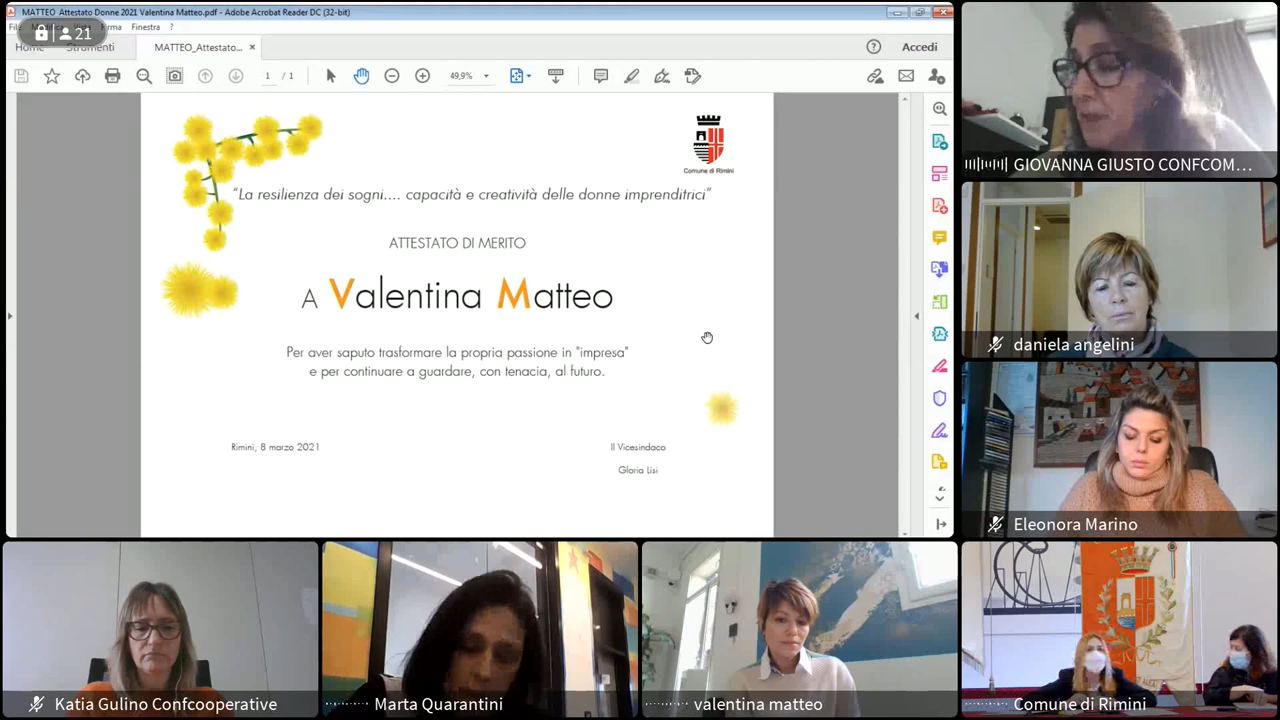 MATTEO Attestato Donne 2021 Valentina Matteo.pdf - Adobe Acrobat Reader DC (32-bit)
Finestra ?
21
Home Strumenti MATTEO_Attestato... × Accedi
1 / 1 49,9%
Comune di Rimini
"La resilienza dei sogni.... capacità e creatività delle donne imprenditrici"
ATTESTATO DI MERITO
A Valentina Matteo
Per aver saputo trasformare la propria passione in "impresa"
e per continuare a guardare, con tenacia, al futuro.
Rimini, 8 marzo 2021 Il Vicesindaco
Gloria Lisi
GIOVANNA GIUSTO CONFCOM...
daniela angelini
Eleonora Marino
Katia Gulino Confcooperative
Marta Quarantini
valentina matteo
Comune di Rimini